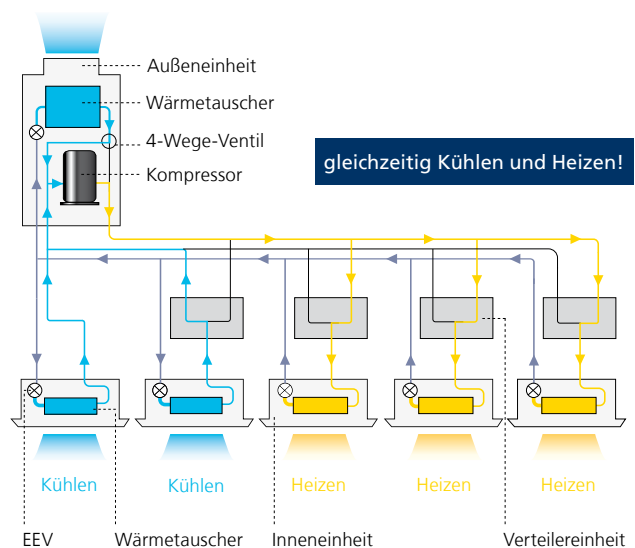 Außeneinheit
Wärmetauscher
4-Wege-Ventil
Kompressor
gleichzeitig Kühlen und Heizen!
Kühlen
Kühlen
Heizen
Heizen
Heizen
EEV
Wärmetauscher
Inneneinheit
Verteilereinheit